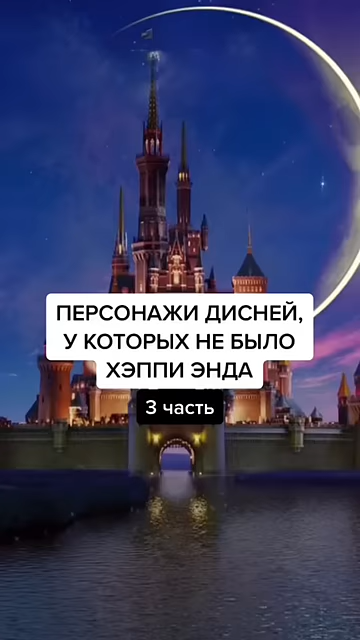 ПЕРСОНАЖИ ДИСНЕЙ,
У КОТОРЫХ НЕ БЫЛО
ХЭППИ ЭНДА
3 часть